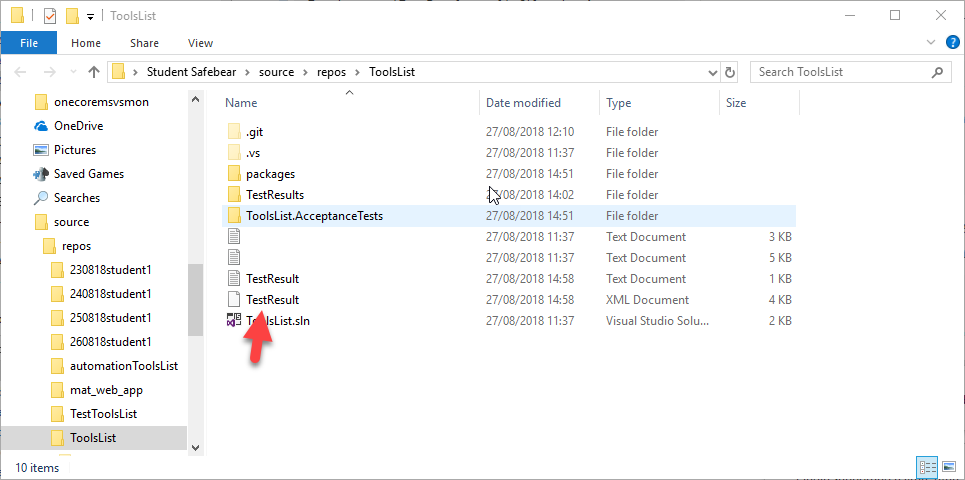 ToolsList
File Home Share View
Student Safebear source repos ToolsList Search ToolsList
Name Date modified Type Size
onecoremsvsmon
OneDrive
Pictures
Saved Games
Searches
source
repos
230818student1
240818student1
250818student1
260818student1
automationToolsList
mat_web_app
TestToolsList
ToolsList
.git 27/08/2018 12:10 File folder
.vs 27/08/2018 11:37 File folder
packages 27/08/2018 14:51 File folder
TestResults 27/08/2018 14:02 File folder
ToolsList.AcceptanceTests 27/08/2018 14:51 File folder
27/08/2018 11:37 Text Document 3 KB
27/08/2018 11:37 Text Document 5 KB
TestResult 27/08/2018 14:58 Text Document 1 KB
TestResult 27/08/2018 14:58 XML Document 4 KB
ToolsList.sln 27/08/2018 11:37 Visual Studio Solu... 2 KB
10 items